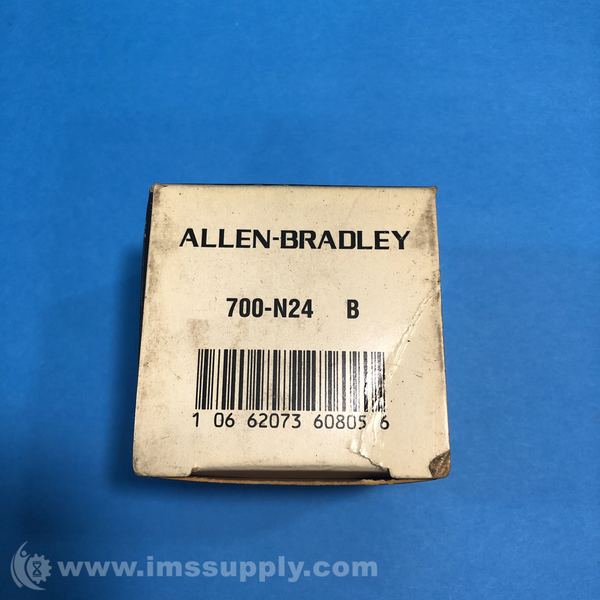 ALLEN-BRADLEY
700-N24 B
1 06 62073 60805 6
www.imssupply.com